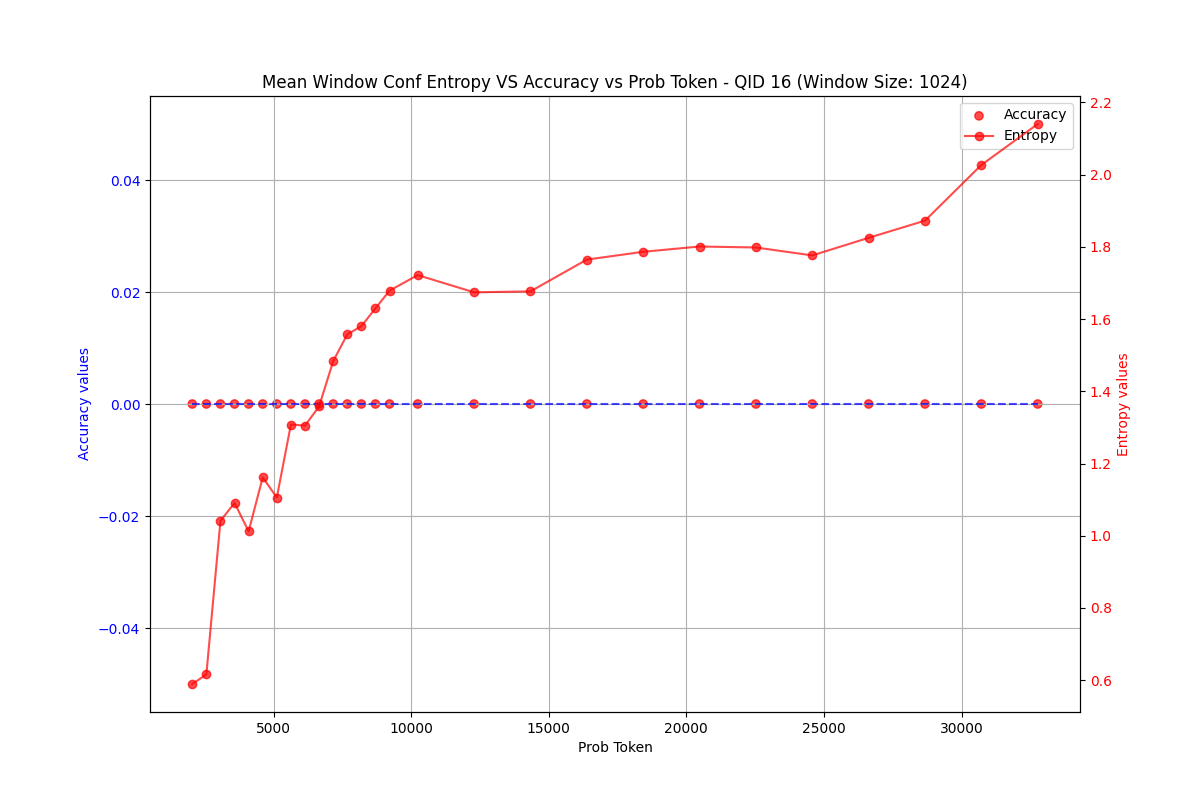 Mean Window Conf Entropy VS Accuracy vs Prob Token - QID 16 (Window Size: 1024)
Accuracy
Entropy
Accuracy values
0.04
0.02
0.00
−0.02
−0.04
2.2
2.0
1.8
1.6
1.4
1.2
1.0
0.8
0.6
Entropy values
5000 10000 15000 20000 25000 30000
Prob Token